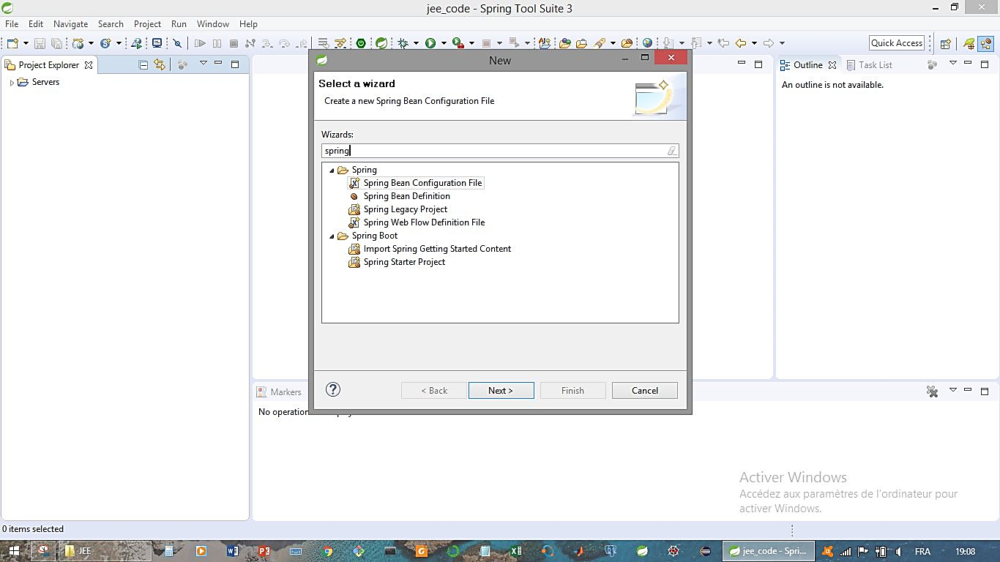 jee_code - Spring Tool Suite 3
File Edit Navigate Search Project Run Window Help
Quick Access
Project Explorer
Servers
New
Select a wizard
Create a new Spring Bean Configuration File
Wizards:
spring
Spring
Spring Bean Configuration File
Spring Bean Definition
Spring Legacy Project
Spring Web Flow Definition File
Spring Boot
Import Spring Getting Started Content
Spring Starter Project
< Back Next > Finish Cancel
Outline Task List
An outline is not available.
Markers
No operation
Activer Windows
Accédez aux paramètres de l'ordinateur pour
activer Windows.
0 items selected
JEE
jee_code - Spri...
FRA 19:08